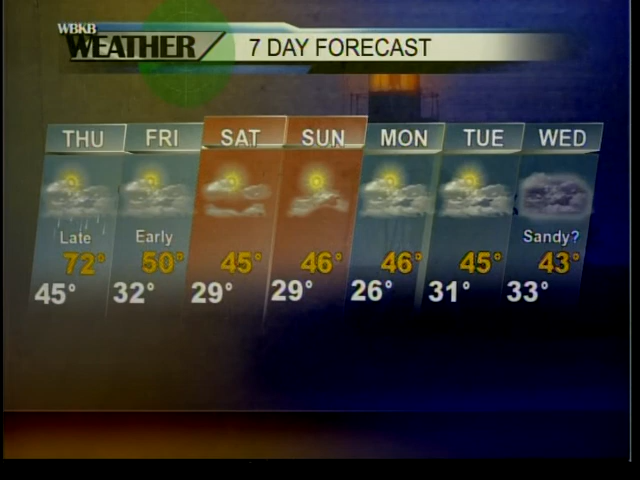 WBKB
WEATHER
7 DAY FORECAST
THU FRI SAT SUN MON TUE WED
Late Early Sandy?
72° 50° 45° 46° 46° 45° 43°
45° 32° 29° 29° 26° 31° 33°